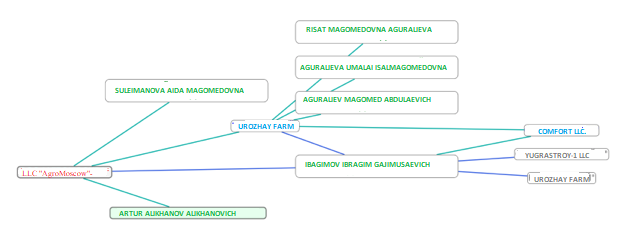 RISAT MAGOMEDOVNA AGURALIEVA
AGURALIEVA UMALAI ISALMAGOMEDOVNA
SULEIMANOVA AIDA MAGOMEDOVNA
AGURALIEV MAGOMED ABDULAEVICH
UROZHAY FARM
COMFORT LLC.
YUGRASTROY-1 LLC
IBAGIMOV IBRAGIM GAJIMUSAEVICH
LLC "AgroMoscow"-
UROZHAY FARM
ARTUR ALIKHANOV ALIKHANOVICH